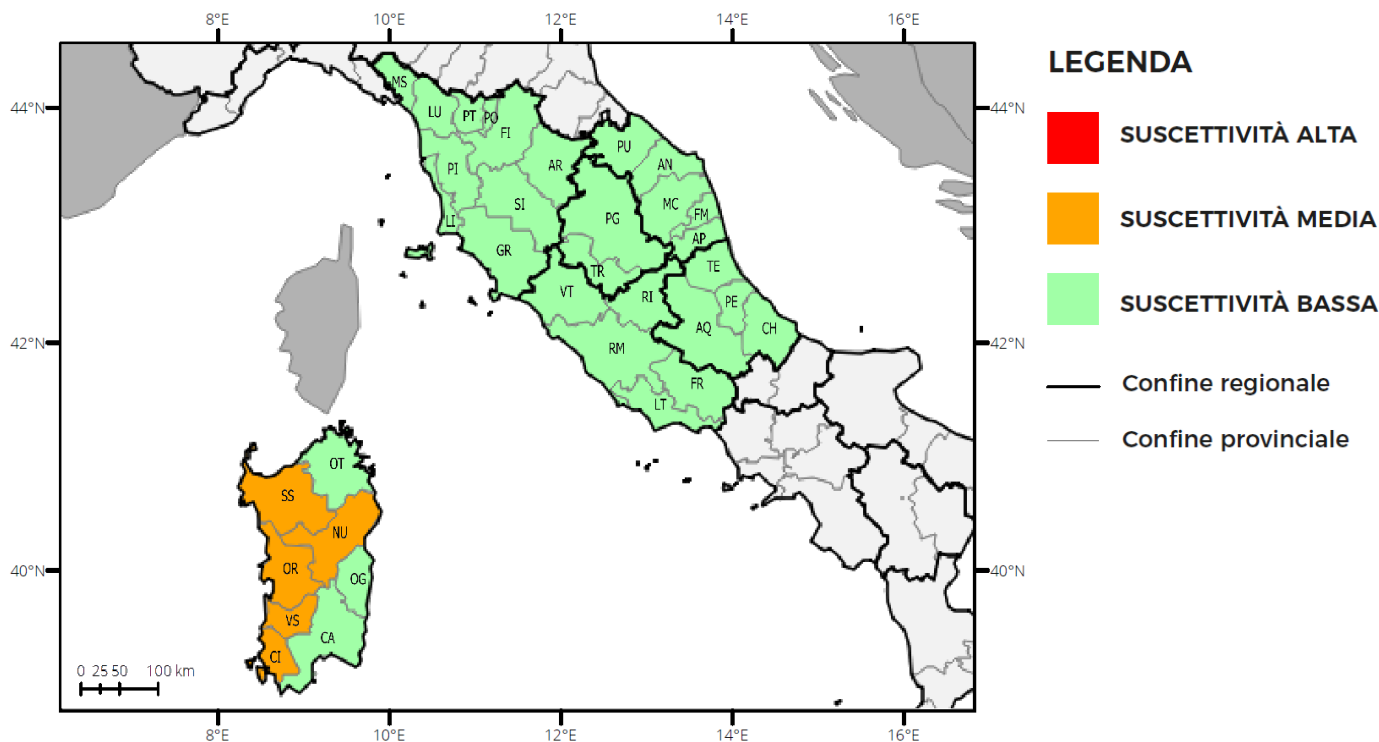 8°E 10°E 12°E 14°E 16°E
LEGENDA
44°N 44°N
SUSCETTIVITÀ ALTA
SUSCETTIVITÀ MEDIA
SUSCETTIVITÀ BASSA
42°N 42°N
Confine regionale
Confine provinciale
40°N 40°N
MS
LU PT PO
FI
PU
PI AR AN
SI PG MC FM
LI
GR AP
TR TE
VT RI PE
AQ CH
RM
FR
LT
OT
SS
NU
OR OG
VS
CA
CI
0 25 50 100 km
8°E 10°E 12°E 14°E 16°E